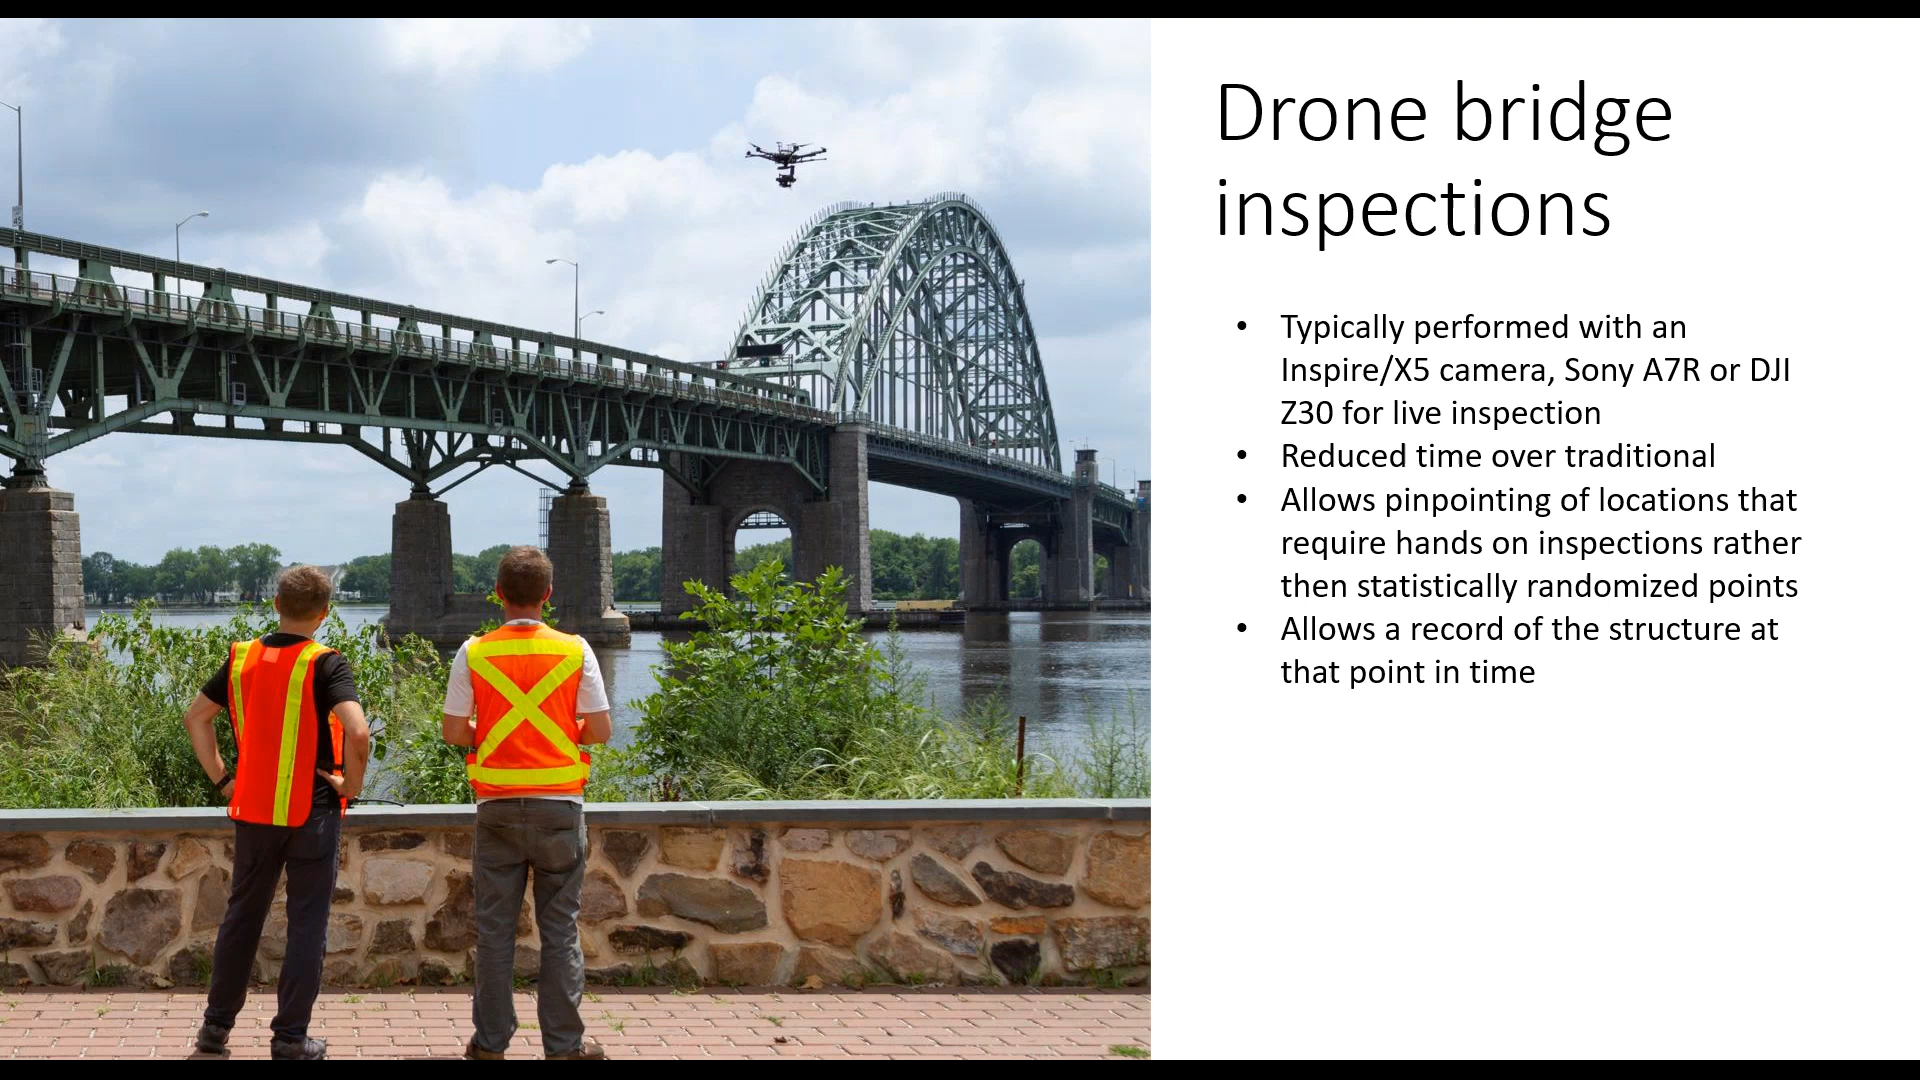 Drone bridge
inspections
• Typically performed with an
Inspire/X5 camera, Sony A7R or DJI
Z30 for live inspection
• Reduced time over traditional
• Allows pinpointing of locations that
require hands on inspections rather
then statistically randomized points
• Allows a record of the structure at
that point in time
45